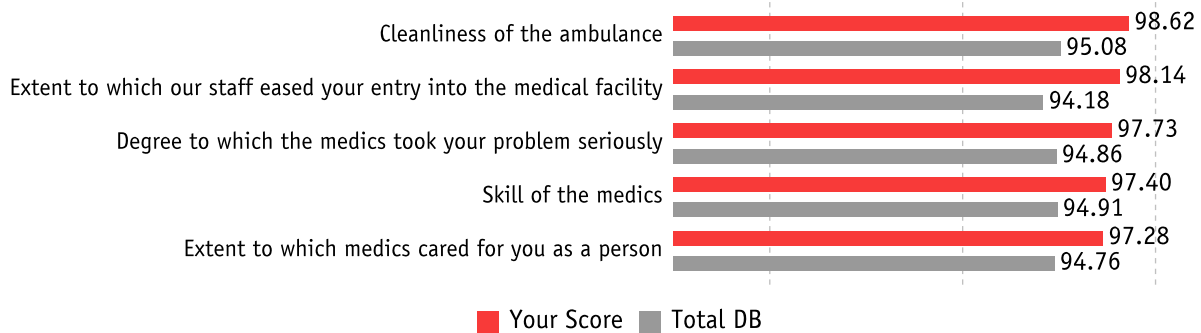 Cleanliness of the ambulance
98.62
95.08
Extent to which our staff eased your entry into the medical facility
98.14
94.18
Degree to which the medics took your problem seriously
97.73
94.86
Skill of the medics
97.40
94.91
Extent to which medics cared for you as a person
97.28
94.76
Your Score Total DB